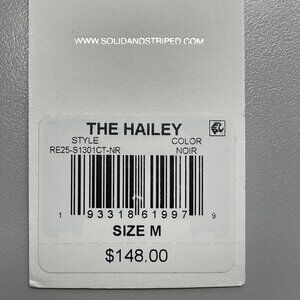 WWW.SOLIDANDSTRIPED.COM
THE HAILEY
STYLE COLOR
RE25-S1301CT-NR NOIR
1 93318 61997 9
SIZE M
$148.00